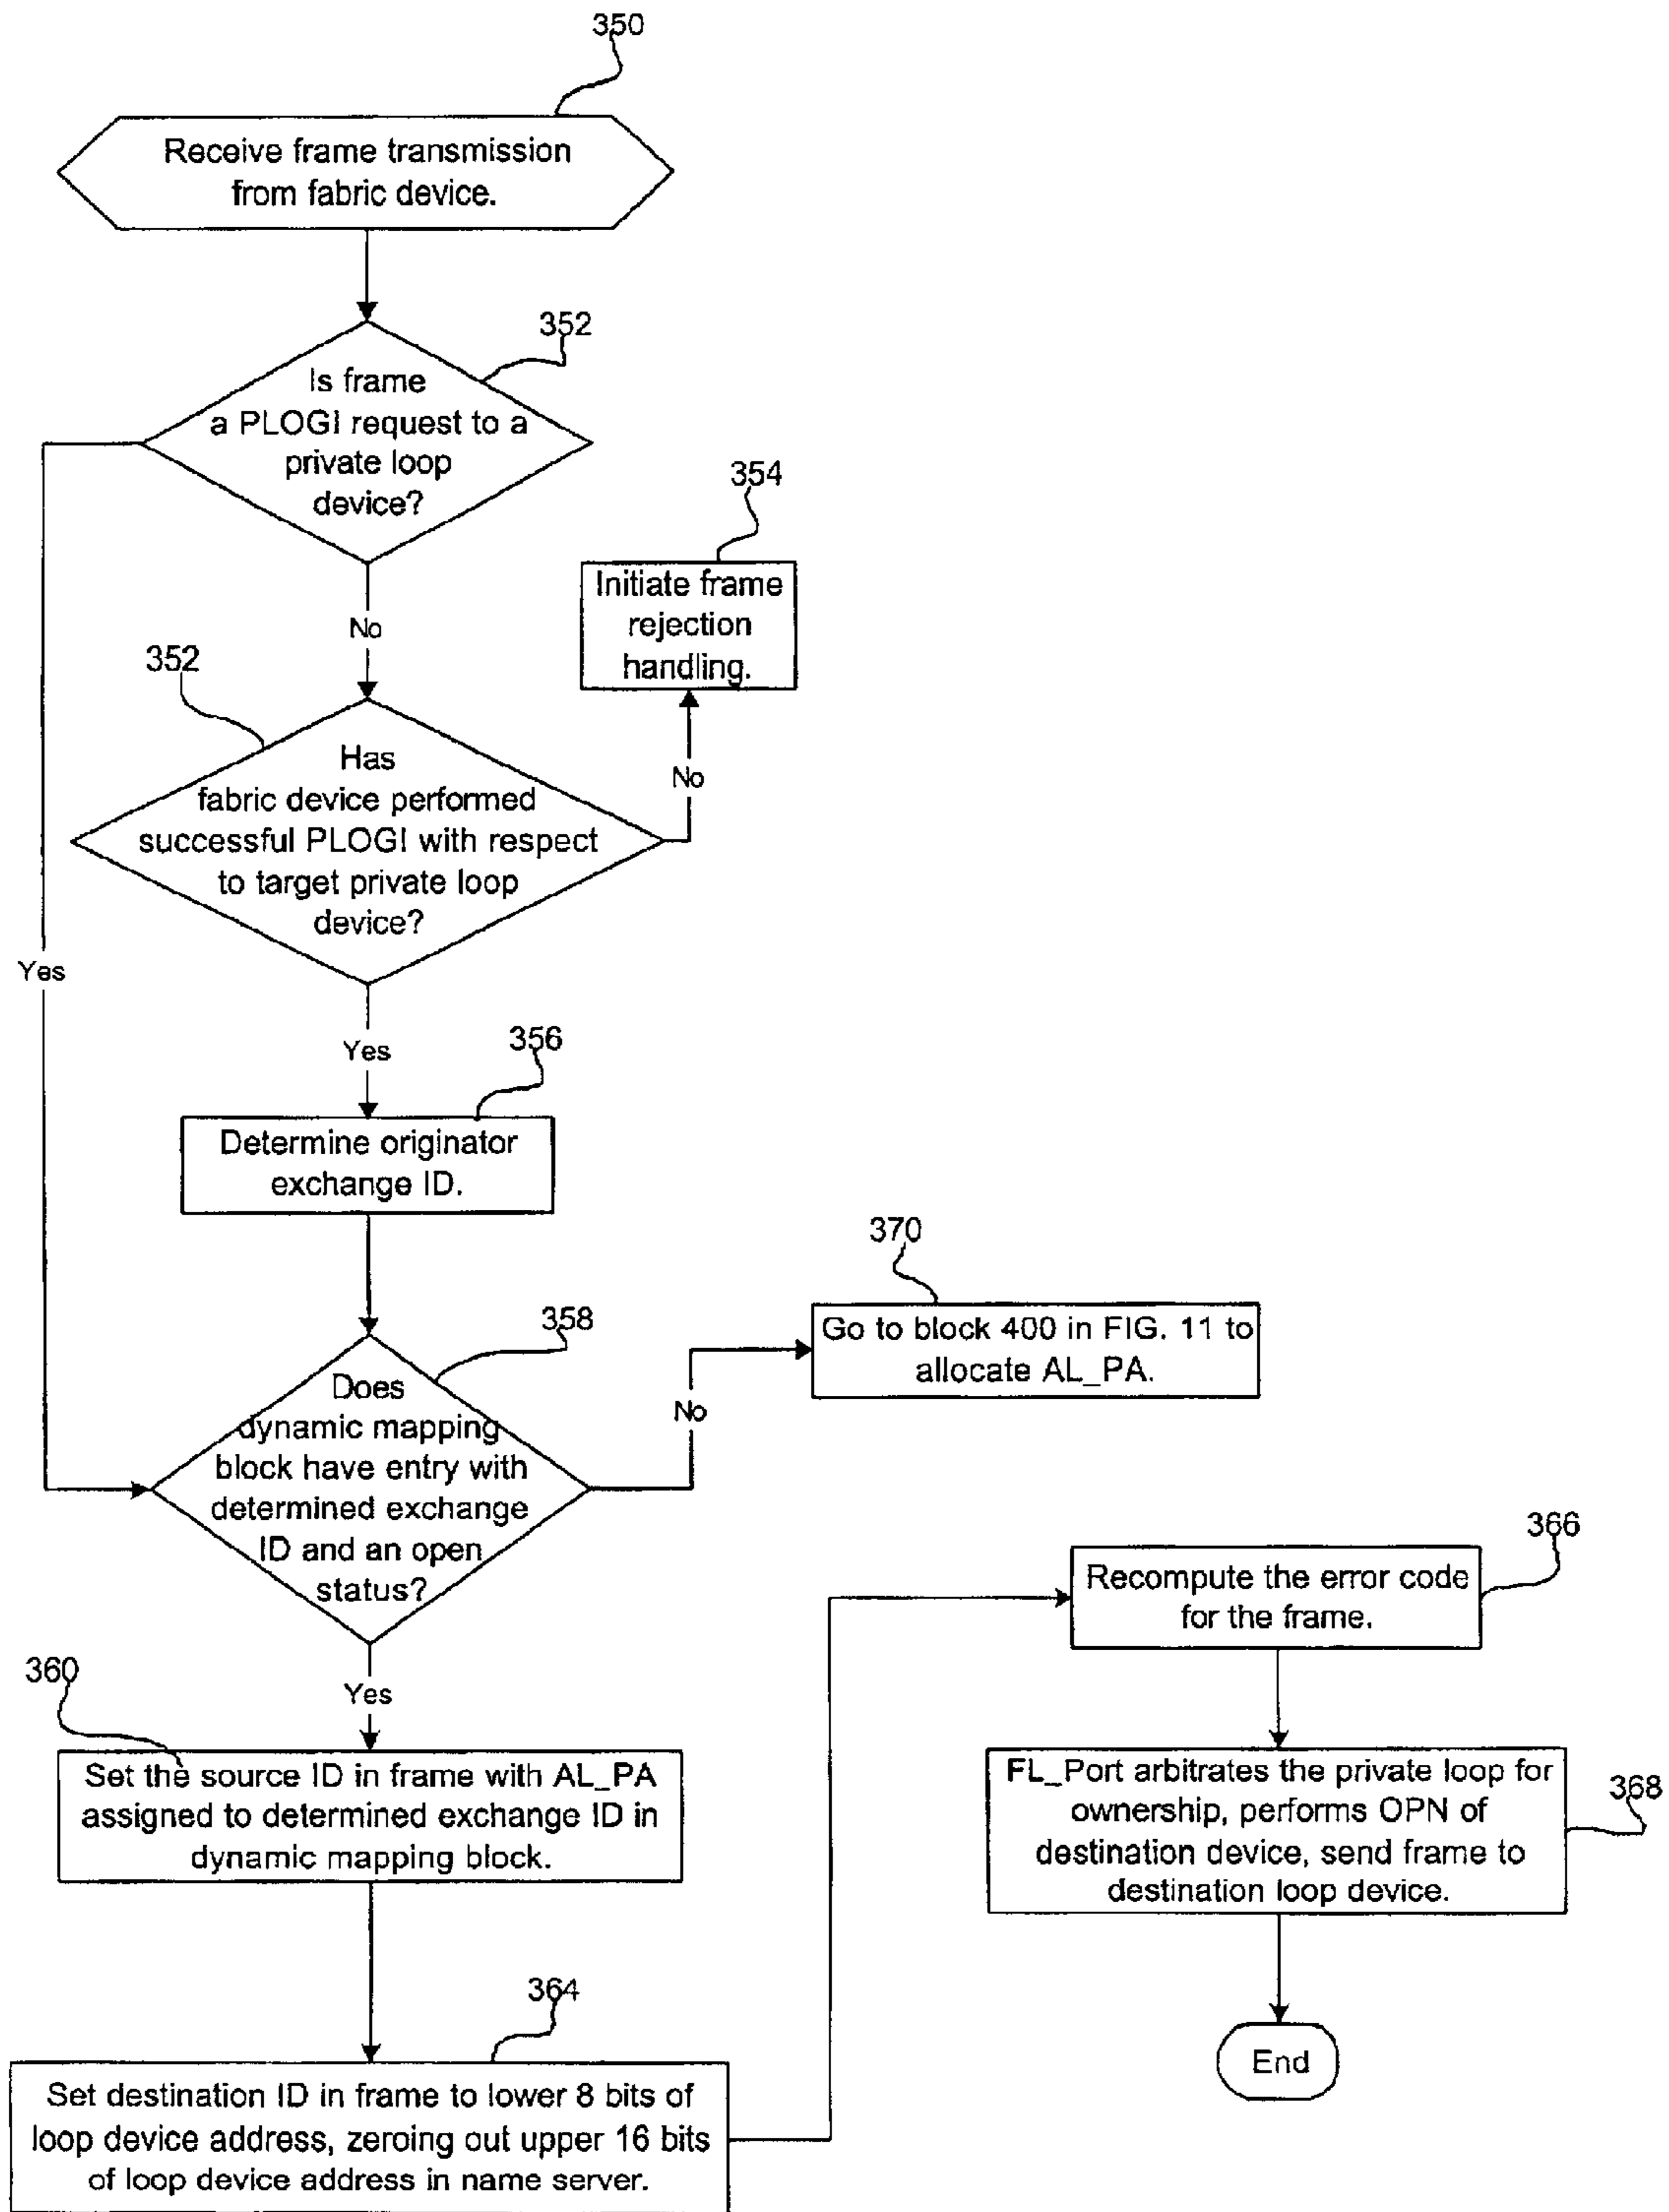 350
Receive frame transmission
from fabric device.
352
Is frame
a PLOGI request to a
private loop
device?
354
Initiate frame
rejection
handling.
No
352
Has
fabric device performed
successful PLOGI with respect
to target private loop
device?
No
Yes
Yes
356
Determine originator
exchange ID.
370
Go to block 400 in FIG. 11 to
allocate AL_PA.
358
Does
dynamic mapping
block have entry with
determined exchange
ID and an open
status?
No
Yes
360
Set the source ID in frame with AL_PA
assigned to determined exchange ID in
dynamic mapping block.
364
Set destination ID in frame to lower 8 bits of
loop device address, zeroing out upper 16 bits
of loop device address in name server.
366
Recompute the error code
for the frame.
368
FL_Port arbitrates the private loop for
ownership, performs OPN of
destination device, send frame to
destination loop device.
End